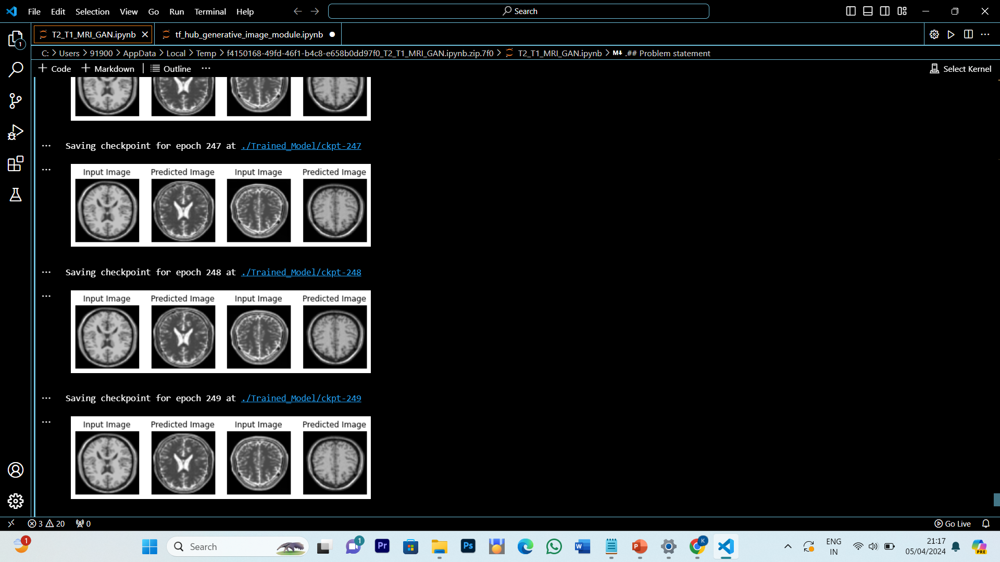 File Edit Selection View Go Run Terminal Help
Search
T2_T1_MRI_GAN.ipynb
tf_hub_generative_image_module.ipynb
1
C: > Users > 91900 > AppData > Local > Temp > f4150168-49fd-46f1-b4c8-e658b0dd97f0_T2_T1_MRI_GAN.ipynb.zip.7f0 > T2_T1_MRI_GAN.ipynb > M↓ .## Problem statement
+ Code + Markdown | Outline ...
Select Kernel
Saving checkpoint for epoch 247 at ./Trained_Model/ckpt-247
Input Image Predicted Image Input Image Predicted Image
Saving checkpoint for epoch 248 at ./Trained_Model/ckpt-248
Input Image Predicted Image Input Image Predicted Image
Saving checkpoint for epoch 249 at ./Trained_Model/ckpt-249
Input Image Predicted Image Input Image Predicted Image
3 20 0
Go Live
1
Search
1
Pr
Ps
W
P
K
ENG
IN
21:17
05/04/2024
PRE